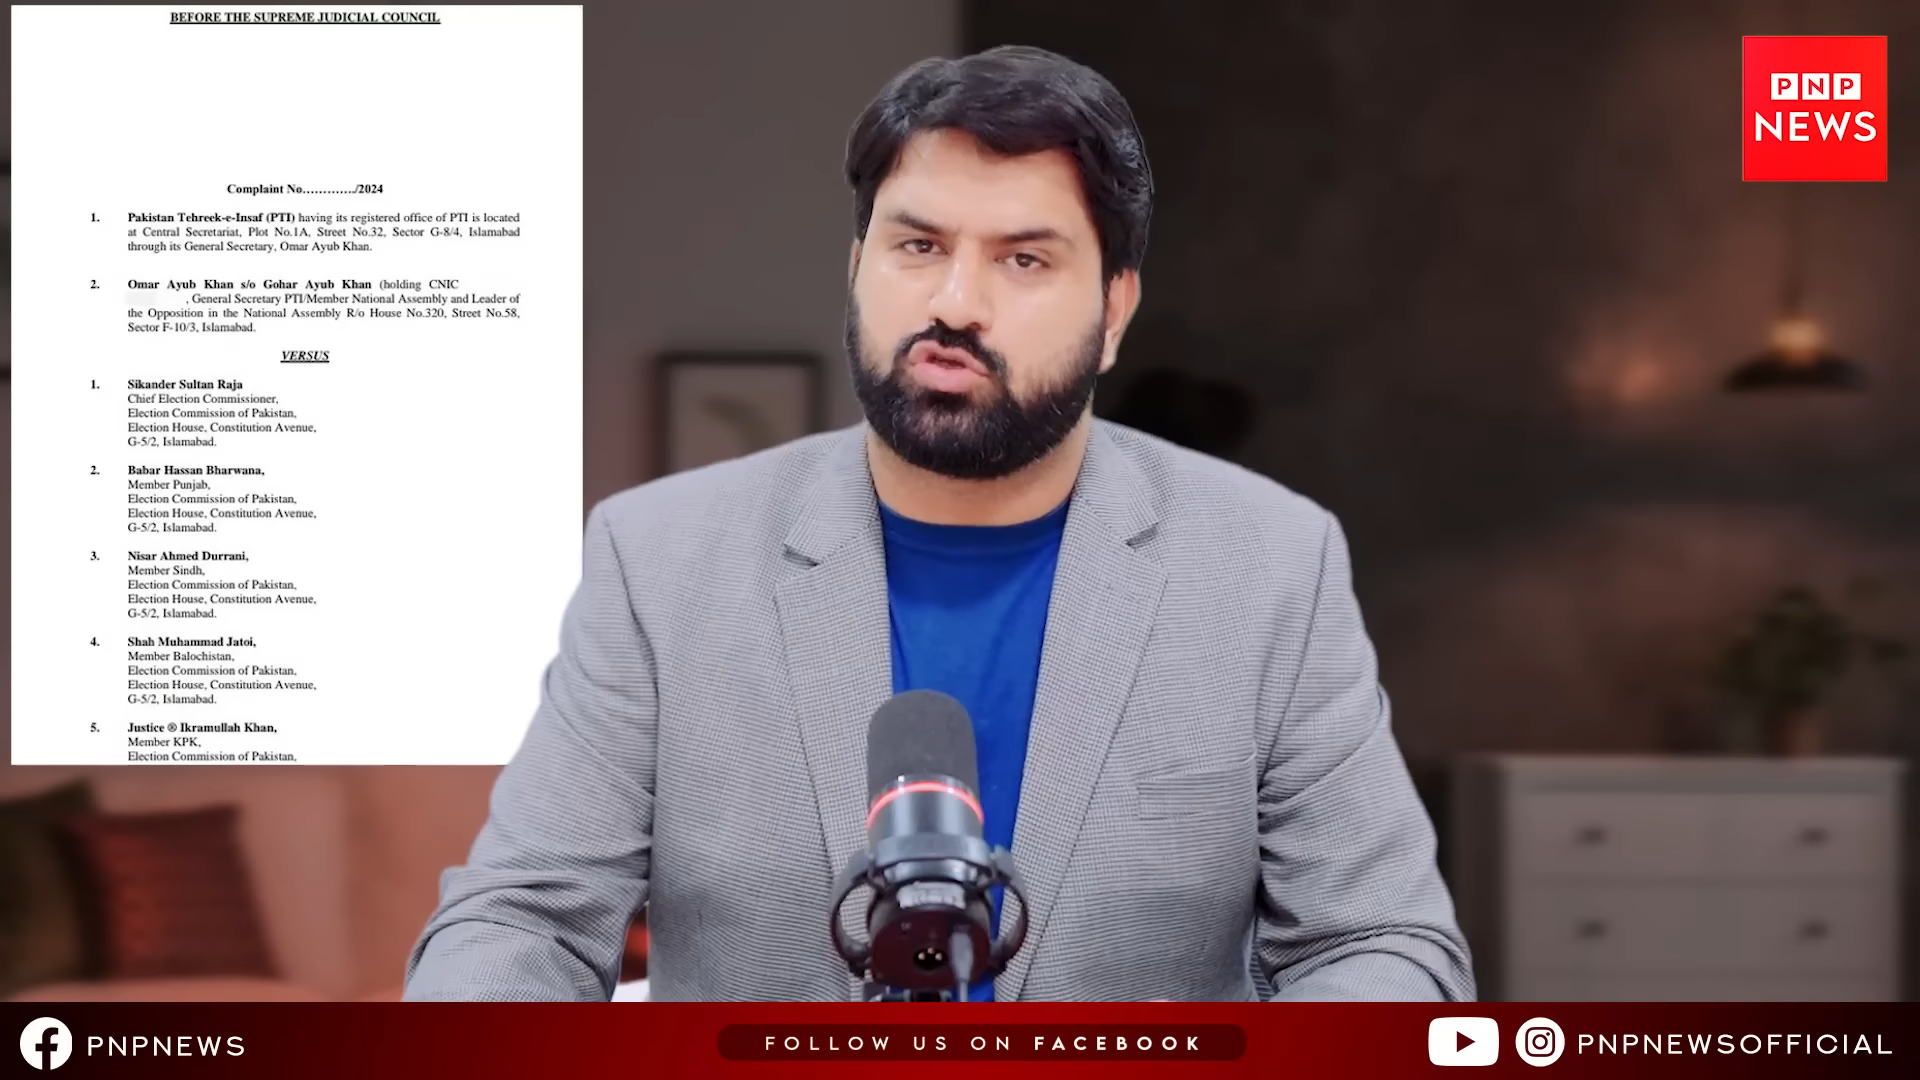 BEFORE THE SUPREME JUDICIAL COUNCIL
Complaint No............./2024
1. Pakistan Tehreek-e-Insaf (PTI) having its registered office of PTI is located
at Central Secretariat, Plot No.1A, Street No.32, Sector G-8/4, Islamabad
through its General Secretary, Omar Ayub Khan.
2. Omar Ayub Khan s/o Gohar Ayub Khan (holding CNIC
, General Secretary PTI/Member National Assembly and Leader of
the Opposition in the National Assembly R/o House No.320, Street No.58,
Sector F-10/3, Islamabad.
VERSUS
1. Sikander Sultan Raja
Chief Election Commissioner,
Election Commission of Pakistan,
Election House, Constitution Avenue,
G-5/2, Islamabad.
2. Babar Hassan Bharwana,
Member Punjab,
Election Commission of Pakistan,
Election House, Constitution Avenue,
G-5/2, Islamabad.
3. Nisar Ahmed Durrani,
Member Sindh,
Election Commission of Pakistan,
Election House, Constitution Avenue,
G-5/2, Islamabad.
4. Shah Muhammad Jatoi,
Member Balochistan,
Election Commission of Pakistan,
Election House, Constitution Avenue,
G-5/2, Islamabad.
5. Justice ® Ikramullah Khan,
Member KPK,
Election Commission of Pakistan,
PNP
NEWS
PNPNEWS
FOLLOW US ON FACEBOOK
PNPNEWSOFFICIAL